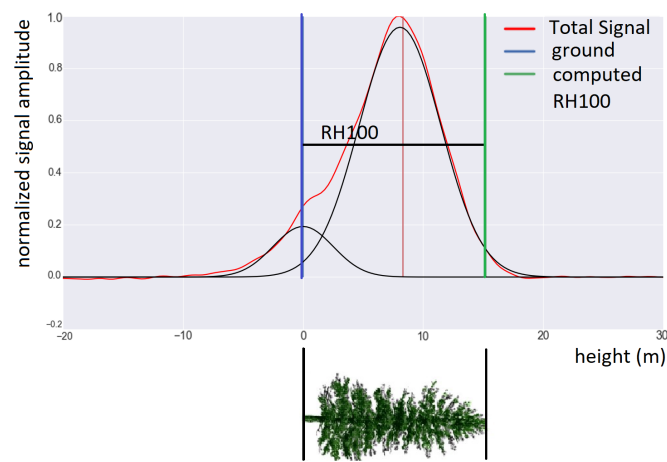 normalized signal amplitude
1.0
0.8
0.6
0.4
0.2
0.0
−0.2
−20
−10
0
10
20
30
height (m)
RH100
Total Signal
ground
computed
RH100